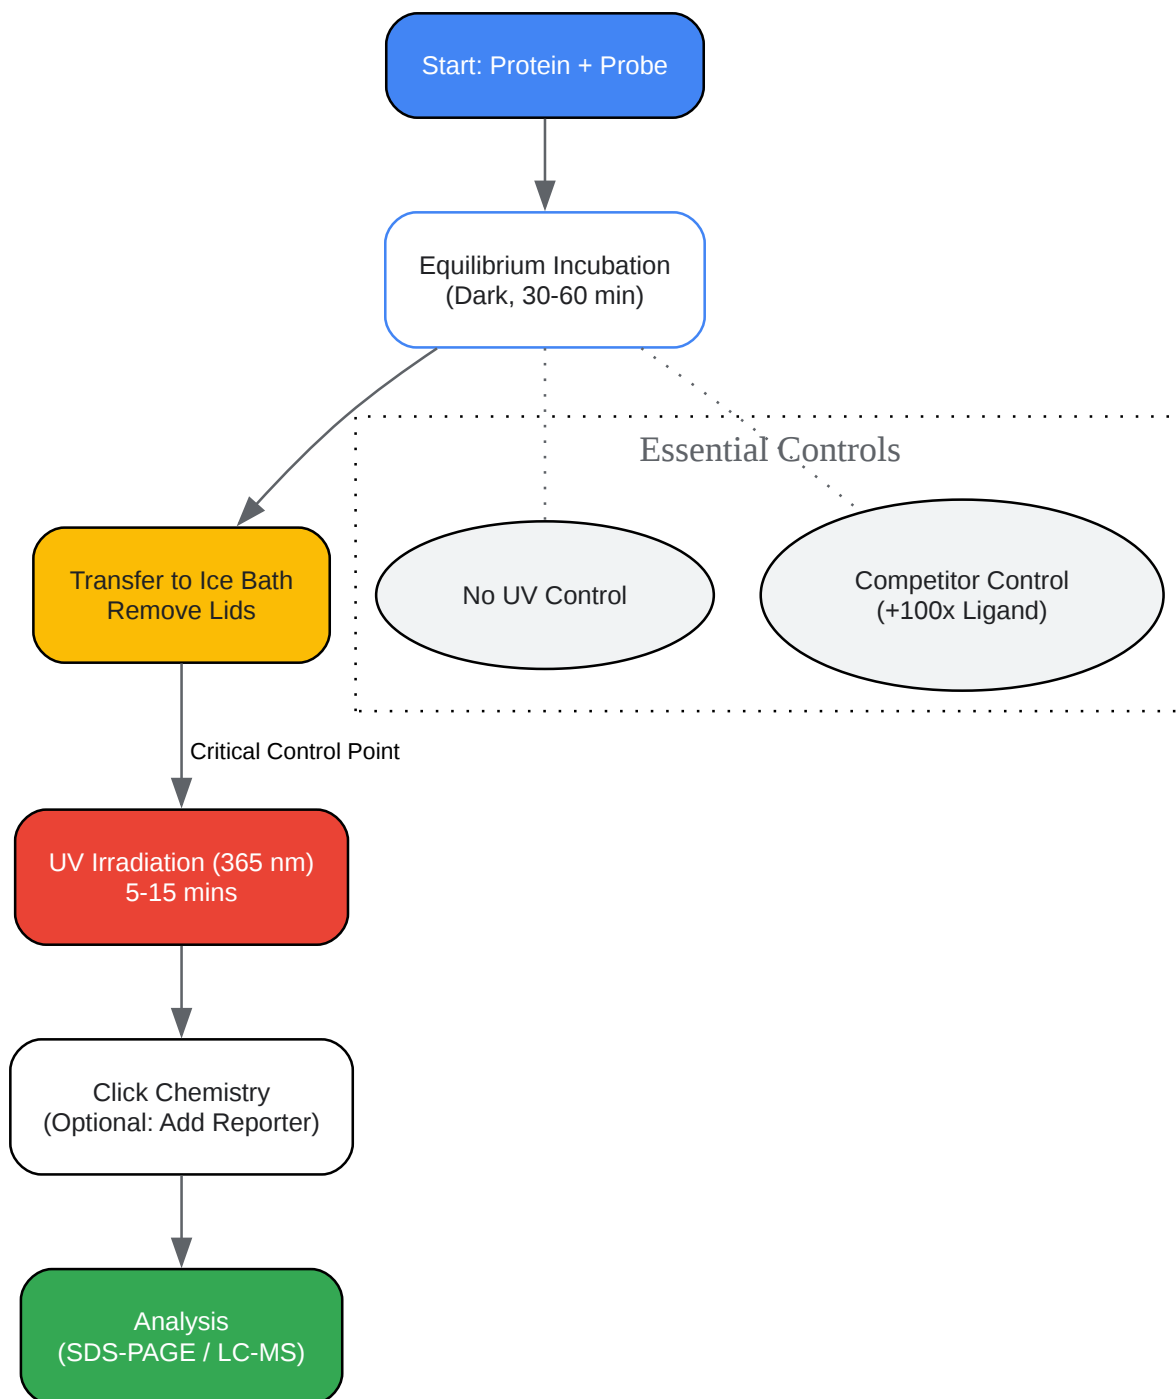 Start: Protein + Probe
Equilibrium Incubation
(Dark, 30-60 min)
Essential Controls
Transfer to Ice Bath
Remove Lids
No UV Control
Competitor Control
(+100x Ligand)
Critical Control Point
UV Irradiation (365 nm)
5-15 mins
Click Chemistry
(Optional: Add Reporter)
Analysis
(SDS-PAGE / LC-MS)